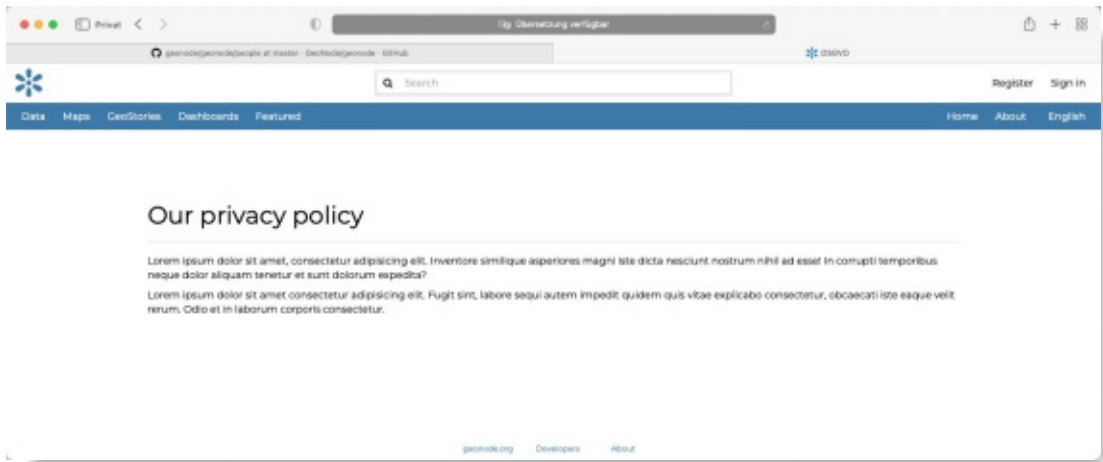 Privat
Übersetzung verfügbar
geonode/geonode/people at master · GeoNode/geonode · GitHub
Search
Register Sign in
Data Maps GeoStories Dashboards Featured
Home About English
Our privacy policy
Lorem ipsum dolor sit amet, consectetur adipisicing elit. Inventore similique asperiores magni iste dicta nesciunt nostrum nihil ad esse! In corrupti temporibus
neque dolor aliquam tenetur et sunt dolorum expedita?
Lorem ipsum dolor sit amet consectetur adipisicing elit. Fugit sint, labore sequi autem impedit quidem quis vitae explicabo consectetur, obcaecati iste eaque velit
rerum. Odio et in laborum corporis consectetur.
geonode.org Developers About